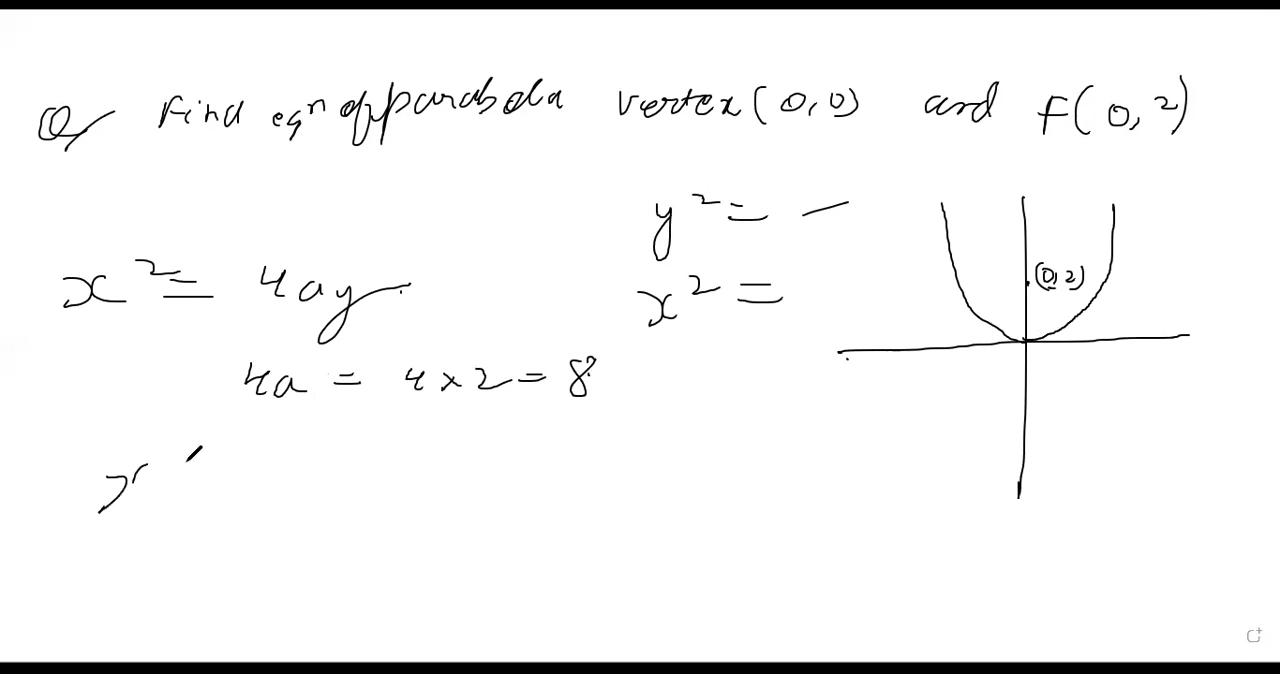 Q Find eqⁿ of parabola vertex (0,0) and F(0,2)
y² = –
x² = 4ay
x² =
(0,2)
4a = 4 × 2 = 8
x